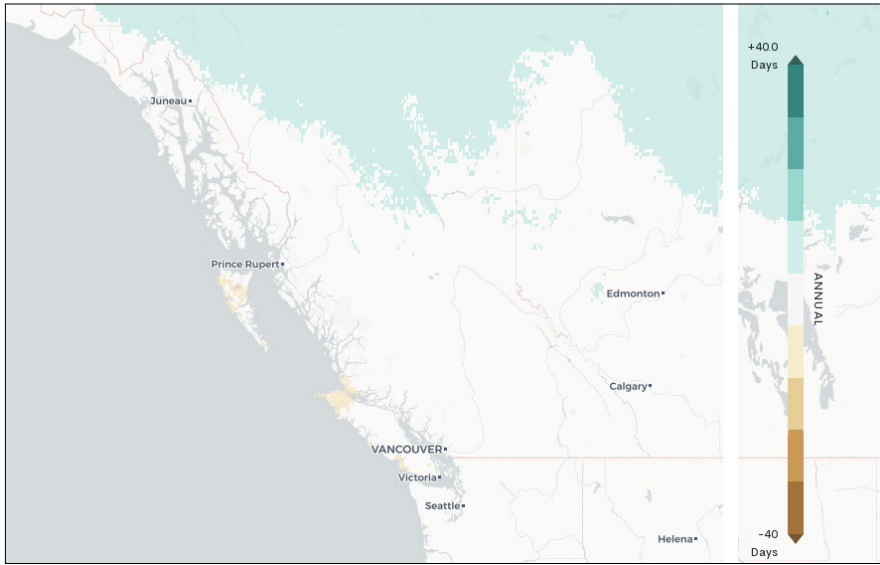 Juneau
Prince Rupert
Edmonton
Calgary
VANCOUVER
Victoria
Seattle
Helena
+40.0
Days
ANNUAL
-40
Days